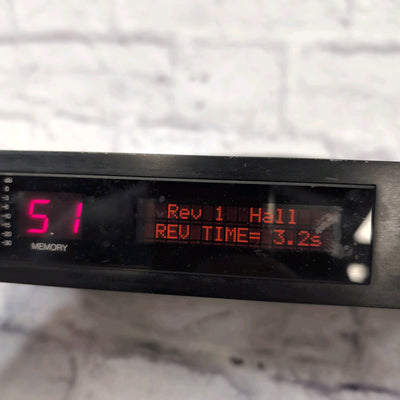 51
MEMORY
Rev 1 Hall
REV TIME= 3.2s